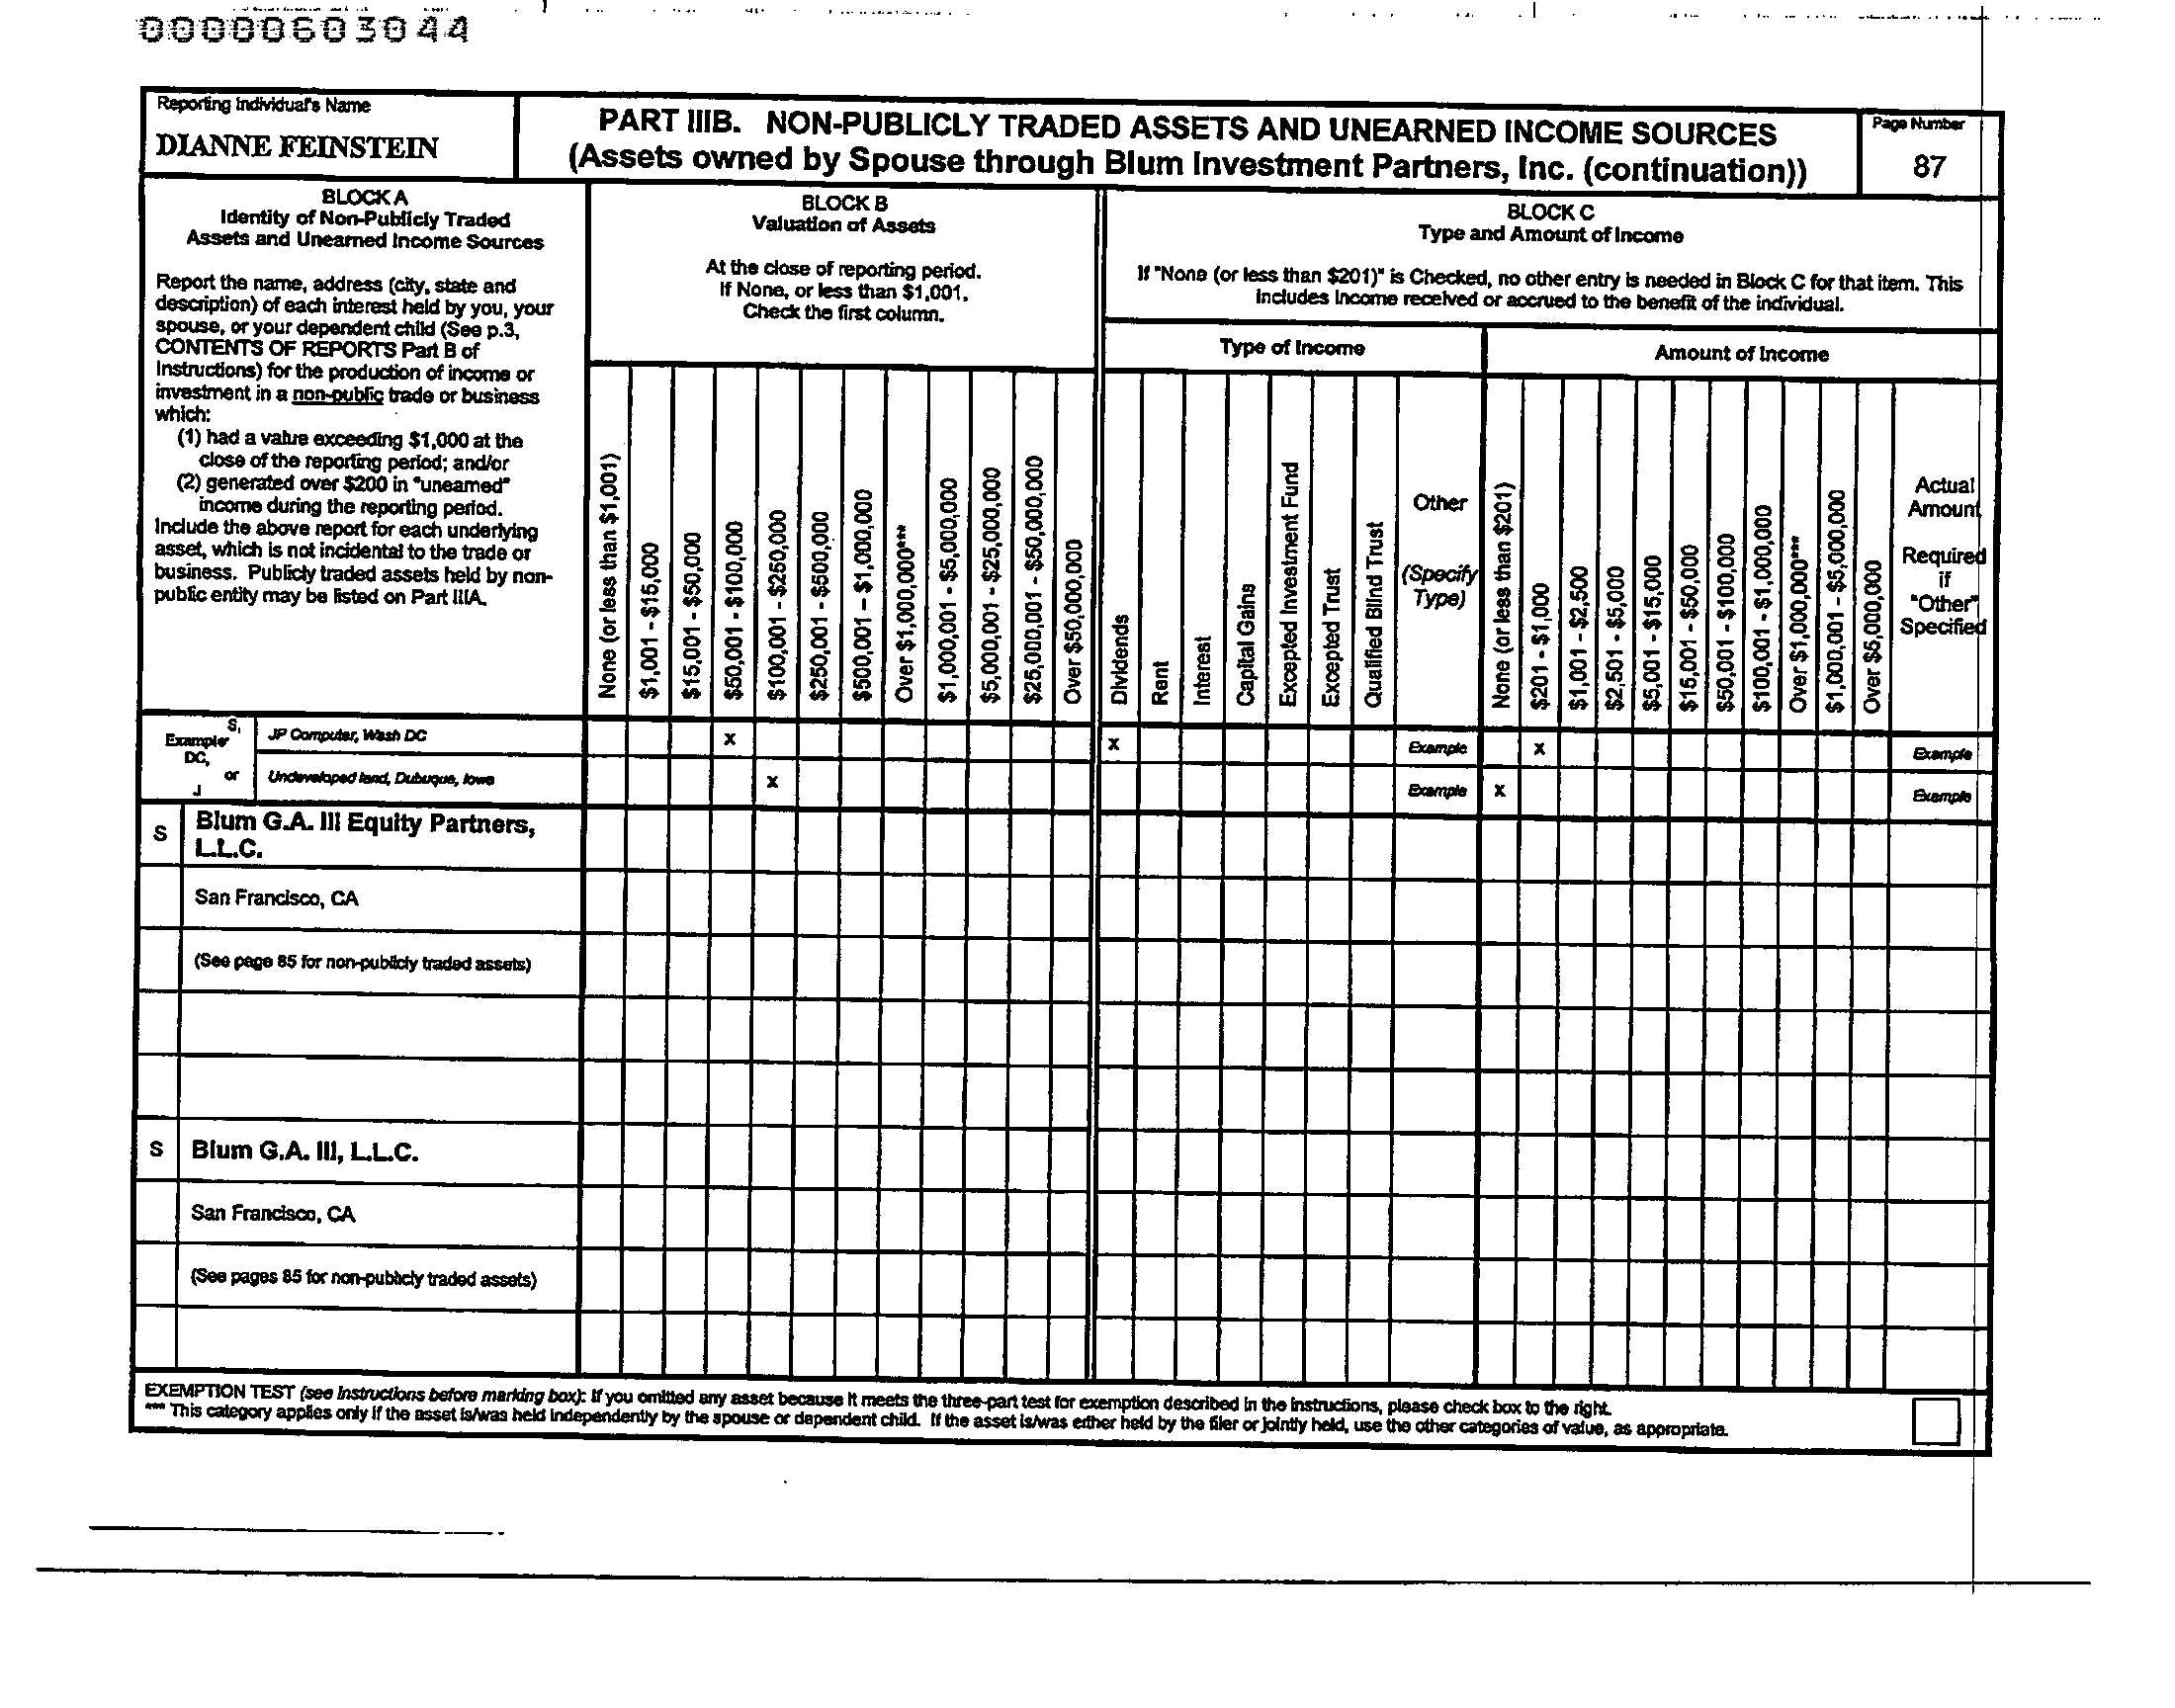 00000603044
Reporting Individual's Name
DIANNE FEINSTEIN
PART IIIB. NON-PUBLICLY TRADED ASSETS AND UNEARNED INCOME SOURCES
(Assets owned by Spouse through Blum Investment Partners, Inc. (continuation))
Page Number
87
BLOCK A
Identity of Non-Publicly Traded
Assets and Unearned Income Sources
Report the name, address (city, state and
description) of each interest held by you, your
spouse, or your dependent child (See p.3,
CONTENTS OF REPORTS Part B of
Instructions) for the production of income or
investment in a non-public trade or business
which:
(1) had a value exceeding $1,000 at the
close of the reporting period; and/or
(2) generated over $200 in "unearned"
income during the reporting period.
Include the above report for each underlying
asset, which is not incidental to the trade or
business. Publicly traded assets held by non-
public entity may be listed on Part IIIA.
BLOCK B
Valuation of Assets
At the close of reporting period.
If None, or less than $1,001,
Check the first column.
None (or less than $1,001)
$1,001 - $15,000
$15,001 - $50,000
$50,001 - $100,000
$100,001 - $250,000
$250,001 - $500,000
$500,001 – $1,000,000
Over $1,000,000***
$1,000,001 - $5,000,000
$5,000,001 - $25,000,000
$25,000,001 - $50,000,000
Over $50,000,000
BLOCK C
Type and Amount of Income
If "None (or less than $201)" is Checked, no other entry is needed in Block C for that item. This
includes income received or accrued to the benefit of the individual.
Type of Income
Dividends
Rent
Interest
Capital Gains
Excepted Investment Fund
Excepted Trust
Qualified Blind Trust
Other
(Specify
Type)
Amount of Income
None (or less than $201)
$201 - $1,000
$1,001 - $2,500
$2,501 - $5,000
$5,001 - $15,000
$15,001 - $50,000
$50,001 - $100,000
$100,001 - $1,000,000
Over $1,000,000***
$1,000,001 - $5,000,000
Over $5,000,000
Actual
Amount
Required
if
"Other"
Specified
Example
S,
DC,
or
J
JP Computer, Wash DC
x
x
Example
x
Example
Undeveloped land, Dubuque, Iowa
x
Example
x
Example
S
Blum G.A. III Equity Partners,
L.L.C.
San Francisco, CA
(See page 85 for non-publicly traded assets)
S
Blum G.A. III, L.L.C.
San Francisco, CA
(See pages 85 for non-publicly traded assets)
EXEMPTION TEST (see Instructions before marking box): If you omitted any asset because it meets the three-part test for exemption described in the instructions, please check box to the right.
*** This category applies only if the asset is/was held independently by the spouse or dependent child. If the asset is/was either held by the filer or jointly held, use the other categories of value, as appropriate.